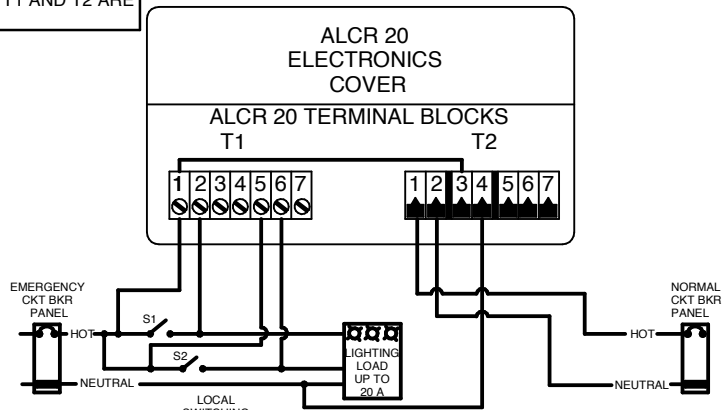 T1 AND T2 ARE
ALCR 20
ELECTRONICS
COVER
ALCR 20 TERMINAL BLOCKS
T1 T2
1 2 3 4 5 6 7 1 2 3 4 5 6 7
EMERGENCY
CKT BKR
PANEL
NORMAL
CKT BKR
PANEL
S1
HOT
HOT
S2
LIGHTING
LOAD
UP TO
20 A
NEUTRAL
NEUTRAL
LOCAL
SWITCHING